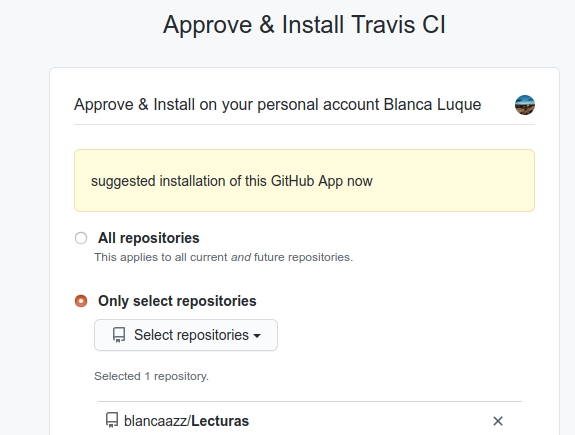 Approve & Install Travis CI
Approve & Install on your personal account Blanca Luque
suggested installation of this GitHub App now
All repositories
This applies to all current and future repositories.
Only select repositories
Select repositories
Selected 1 repository.
blancaazz/Lecturas